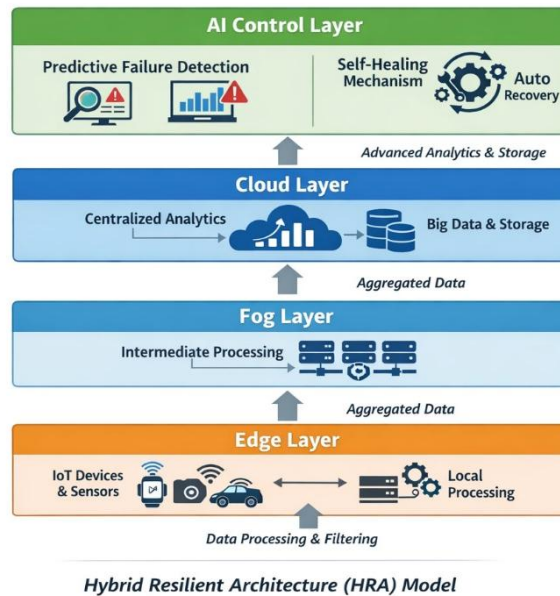 AI Control Layer
Predictive Failure Detection
Self-Healing
Mechanism
Auto
Recovery
Advanced Analytics & Storage
Cloud Layer
Centralized Analytics
Big Data & Storage
Aggregated Data
Fog Layer
Intermediate Processing
Aggregated Data
Edge Layer
IoT Devices
& Sensors
Local
Processing
Data Processing & Filtering
Hybrid Resilient Architecture (HRA) Model